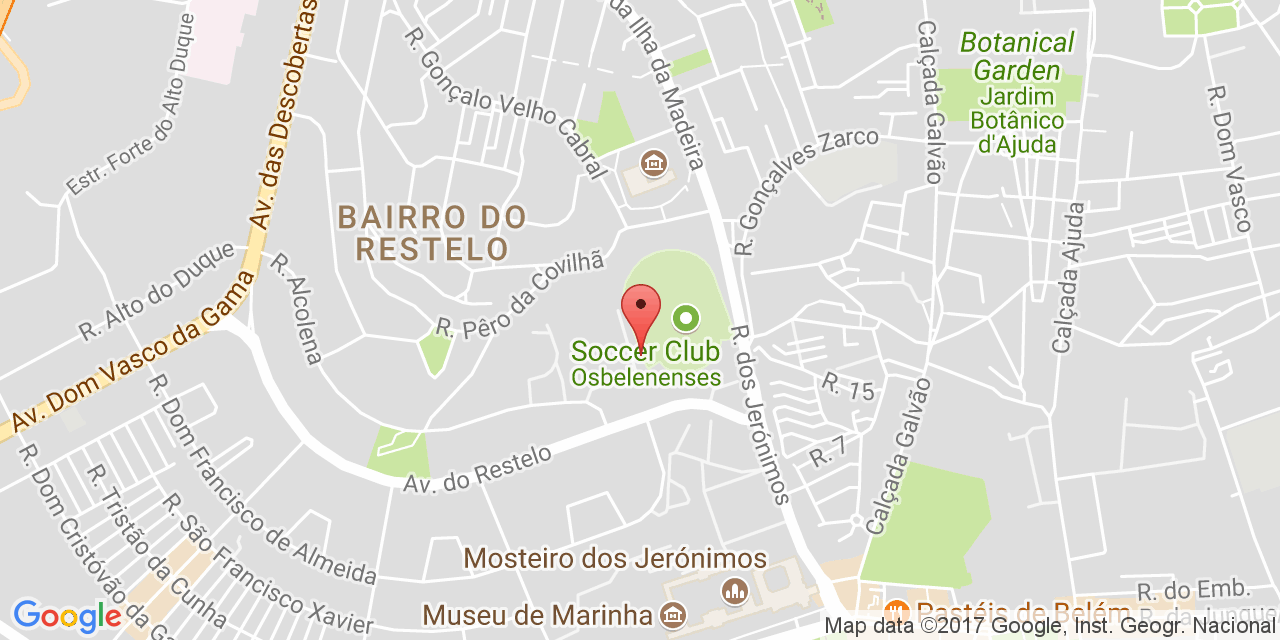 da Ilha da Madeira
Av. das Descobertas
Estr. Forte do Alto Duque
R. Gonçalo Velho Cabral
Calçada Galvão
Botanical
Garden
Jardim
Botânico
d'Ajuda
R. Dom Vasco
R. Gonçalves Zarco
BAIRRO DO
RESTELO
Calçada Ajuda
R. Alto do Duque
R. Alcolena
R. Pêro da Covilhã
Av. Dom Vasco da Gama
Soccer Club
Osbelenenses
R. dos Jerónimos
R. 15
R. 7
Calçada Galvão
Av. do Restelo
R. Dom Francisco de Almeida
R. Dom Cristóvão da Ga
R. Tristão da Cunha
R. São Francisco Xavier
Mosteiro dos Jerónimos
Museu de Marinha
Pastéis de Belém
R. do Emb.
R. da Junque
Google
Map data ©2017 Google, Inst. Geogr. Nacional